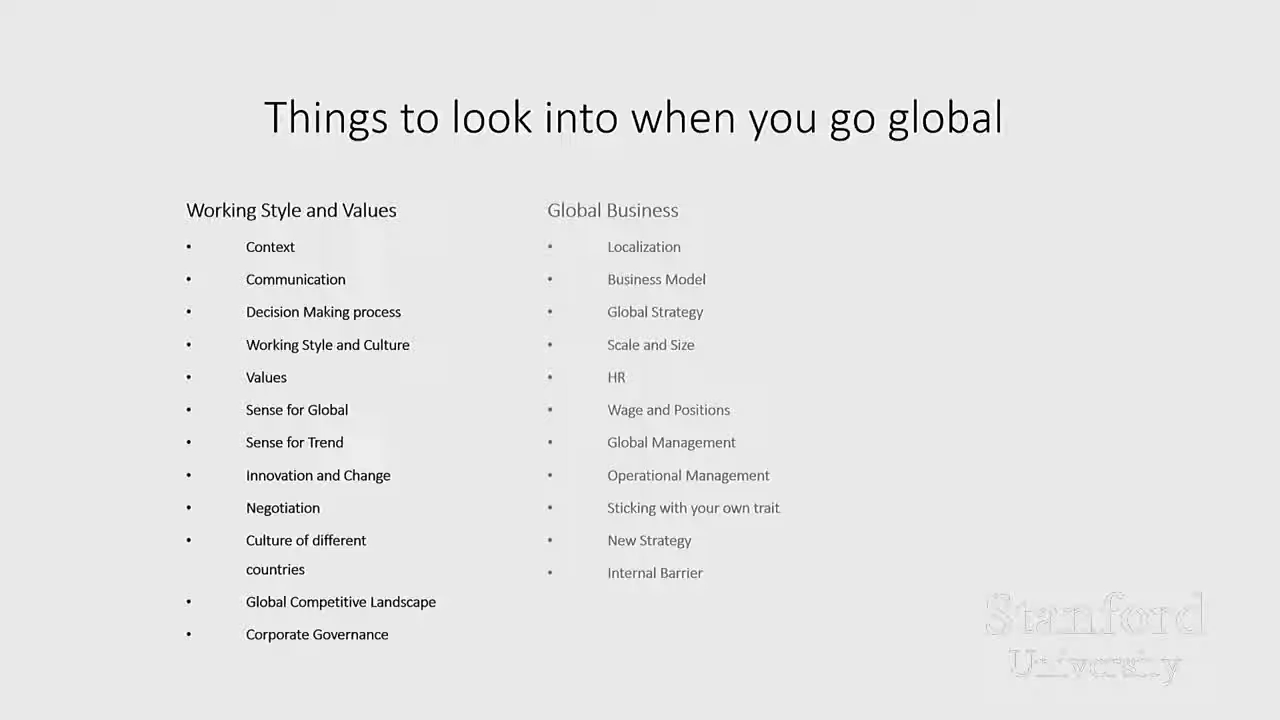 Things to look into when you go global
Working Style and Values
• Context
• Communication
• Decision Making process
• Working Style and Culture
• Values
• Sense for Global
• Sense for Trend
• Innovation and Change
• Negotiation
• Culture of different
countries
• Global Competitive Landscape
• Corporate Governance
Global Business
• Localization
• Business Model
• Global Strategy
• Scale and Size
• HR
• Wage and Positions
• Global Management
• Operational Management
• Sticking with your own trait
• New Strategy
• Internal Barrier
Stanford
University